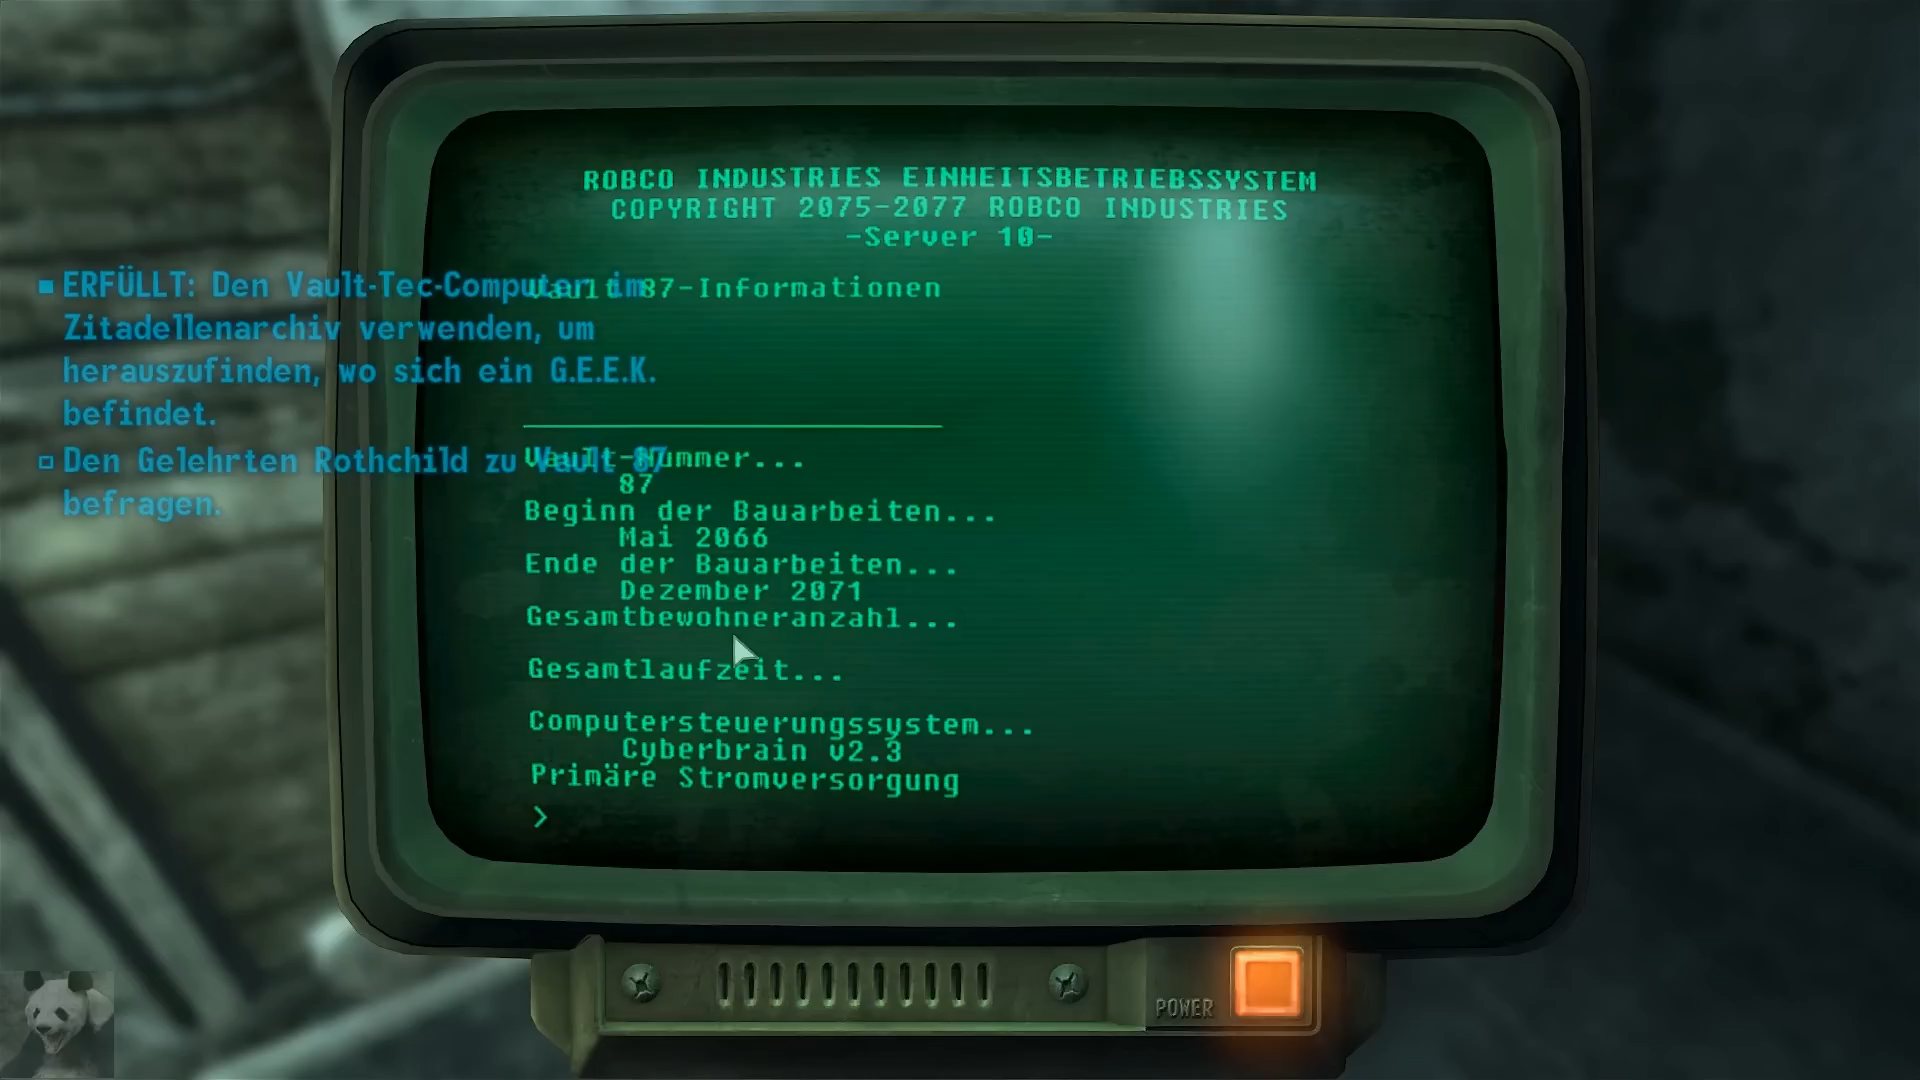 ROBCO INDUSTRIES EINHEITSBETRIEBSSYSTEM
COPYRIGHT 2075-2077 ROBCO INDUSTRIES
-Server 10-
Vault 87-Informationen
■ ERFÜLLT: Den Vault-Tec-Computer im
Zitadellenarchiv verwenden, um
herauszufinden, wo sich ein G.E.E.K.
befindet.
□ Den Gelehrten Rothchild zu Vault 87
befragen.
Vault-Nummer...
87
Beginn der Bauarbeiten...
Mai 2066
Ende der Bauarbeiten...
Dezember 2071
Gesamtbewohneranzahl...
Gesamtlaufzeit...
Computersteuerungssystem...
Cyberbrain v2.3
Primäre Stromversorgung
>
POWER